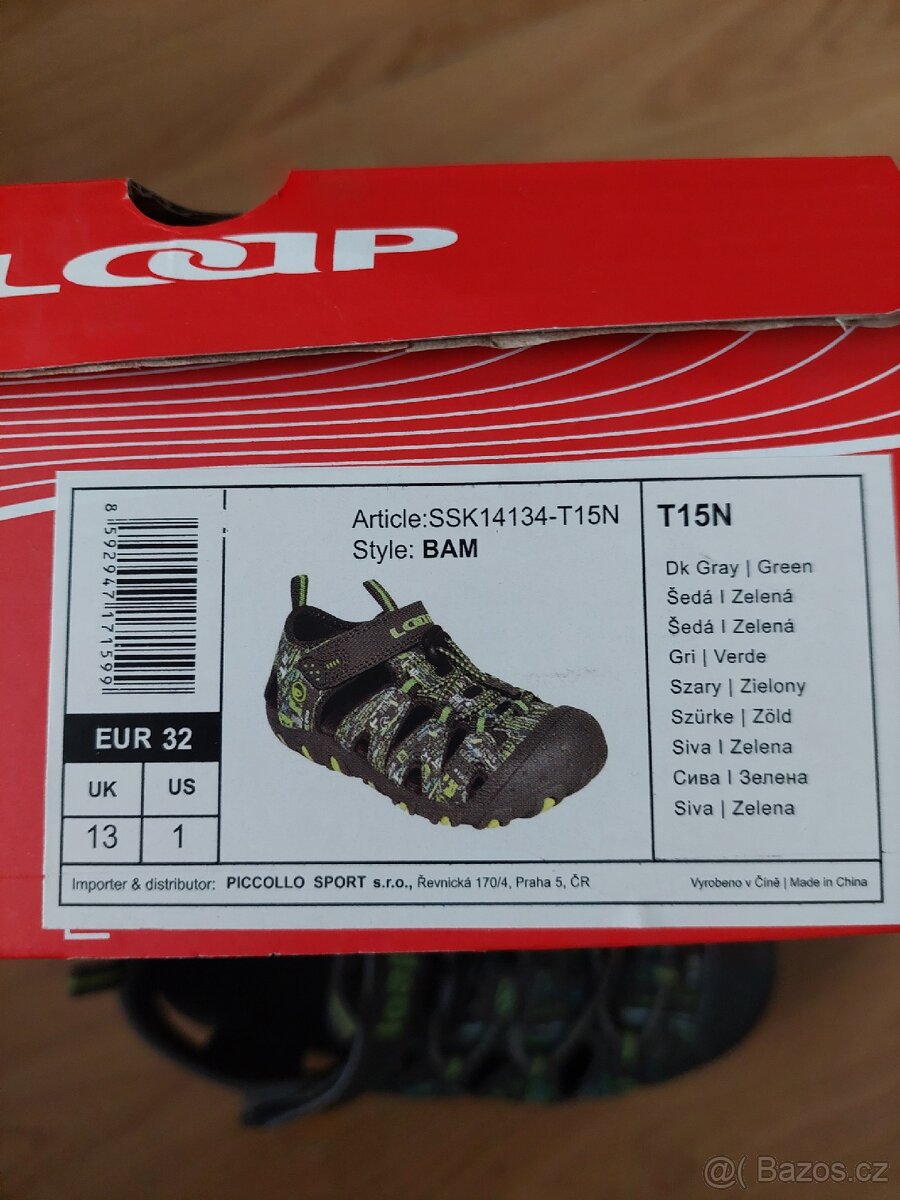 LOAP
Article:SSK14134-T15N
Style: BAM
LOAP
8592947171599
EUR 32
UK US
13 1
T15N
Dk Gray | Green
Šedá I Zelená
Šedá I Zelená
Gri | Verde
Szary | Zielony
Szürke | Zöld
Siva I Zelena
Сива I Зелена
Siva | Zelena
Importer & distributor: PICCOLLO SPORT s.r.o., Řevnická 170/4, Praha 5, ČR
Vyrobeno v Číně | Made in China
@( Bazos.cz